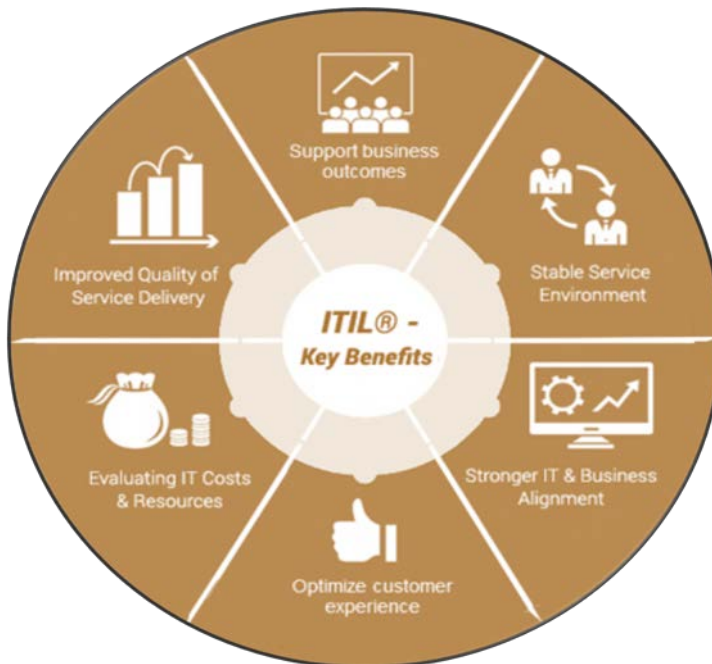 Support business
outcomes
Stable Service
Environment
Stronger IT & Business
Alignment
Optimize customer
experience
Evaluating IT Costs
& Resources
Improved Quality of
Service Delivery
ITIL® -
Key Benefits